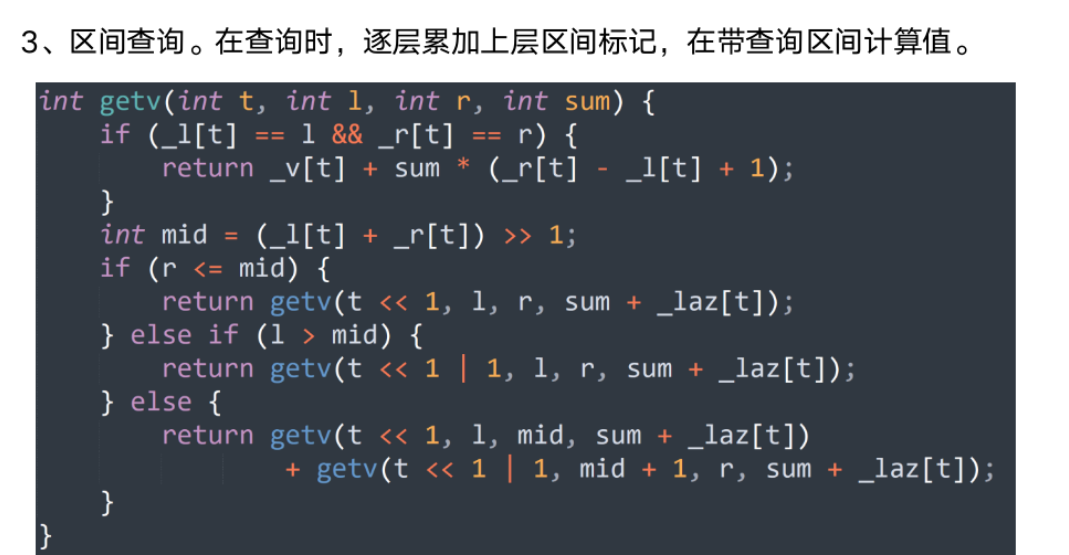 3、区间查询。在查询时，逐层累加上层区间标记，在带查询区间计算值。
int getv(int t, int l, int r, int sum) {
    if (_l[t] == l && _r[t] == r) {
        return _v[t] + sum * (_r[t] - _l[t] + 1);
    }
    int mid = (_l[t] + _r[t]) >> 1;
    if (r <= mid) {
        return getv(t << 1, l, r, sum + _laz[t]);
    } else if (l > mid) {
        return getv(t << 1 | 1, l, r, sum + _laz[t]);
    } else {
        return getv(t << 1, l, mid, sum + _laz[t])
                + getv(t << 1 | 1, mid + 1, r, sum + _laz[t]);
    }
}